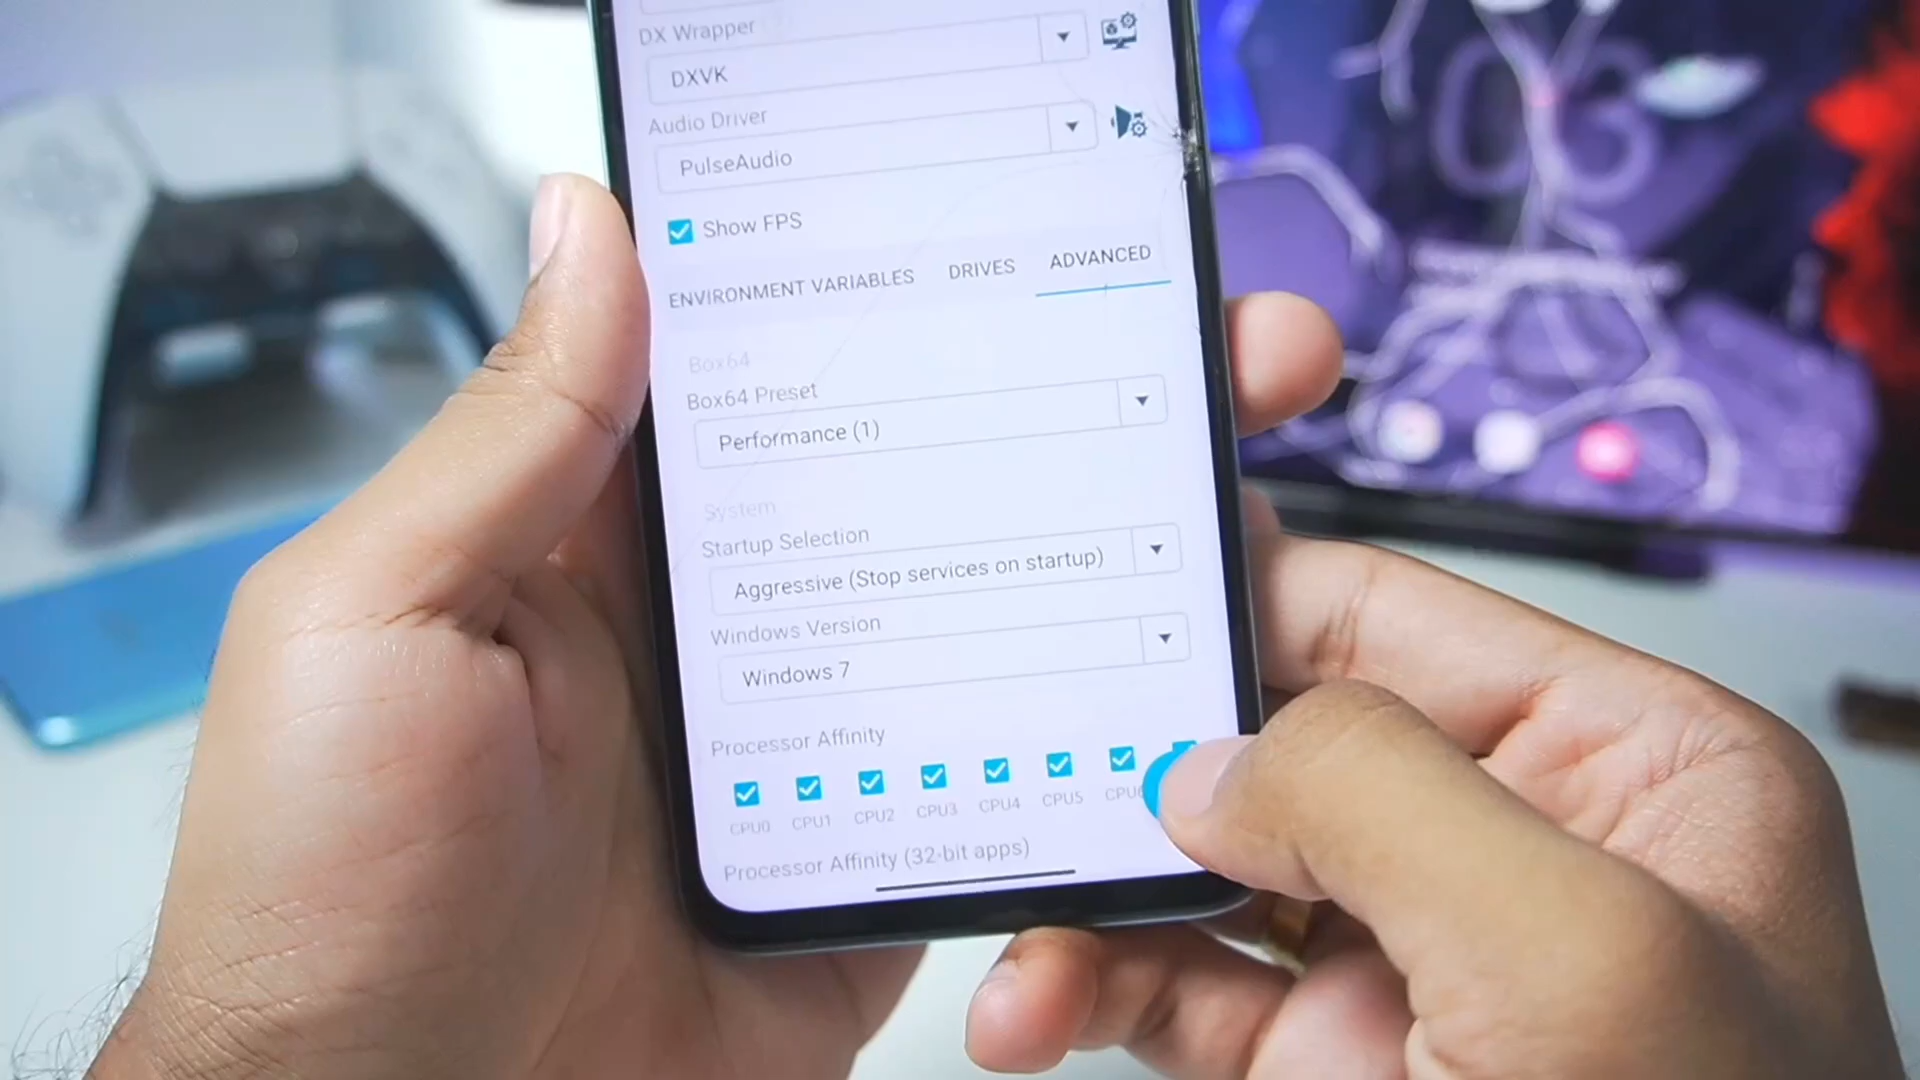 DX Wrapper
DXVK
Audio Driver
PulseAudio
Show FPS
ENVIRONMENT VARIABLES DRIVES ADVANCED
Box64
Box64 Preset
Performance (1)
System
Startup Selection
Aggressive (Stop services on startup)
Windows Version
Windows 7
Processor Affinity
CPU0 CPU1 CPU2 CPU3 CPU4 CPU5 CPU6
Processor Affinity (32-bit apps)
03